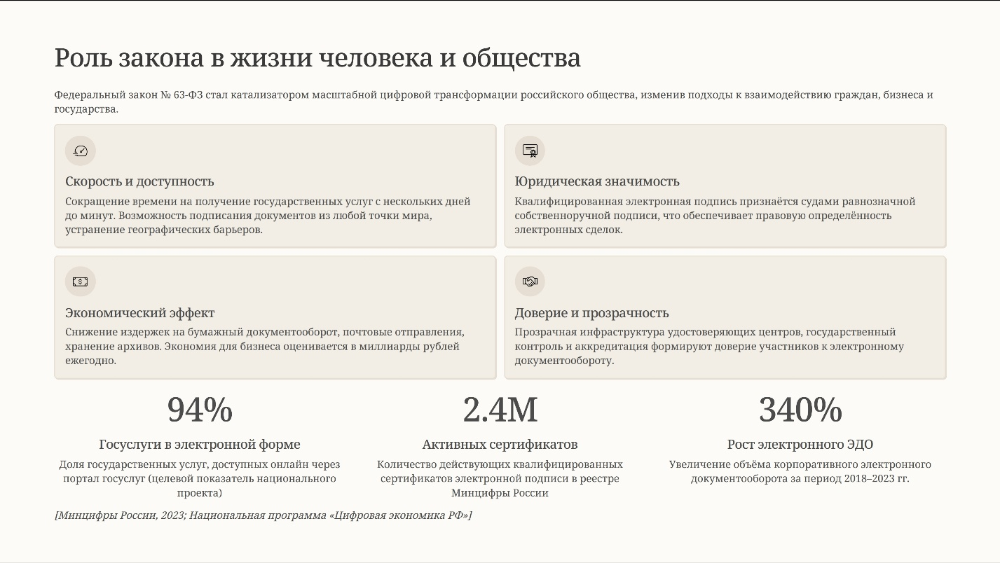 Роль закона в жизни человека и общества
Федеральный закон № 63-ФЗ стал катализатором масштабной цифровой трансформации российского общества, изменив подходы к взаимодействию граждан, бизнеса и
государства.
Скорость и доступность
Сокращение времени на получение государственных услуг с нескольких дней
до минут. Возможность подписания документов из любой точки мира,
устранение географических барьеров.
Юридическая значимость
Квалифицированная электронная подпись признаётся судами равнозначной
собственноручной подписи, что обеспечивает правовую определённость
электронных сделок.
Экономический эффект
Снижение издержек на бумажный документооборот, почтовые отправления,
хранение архивов. Экономия для бизнеса оценивается в миллиарды рублей
ежегодно.
Доверие и прозрачность
Прозрачная инфраструктура удостоверяющих центров, государственный
контроль и аккредитация формируют доверие участников к электронному
документообороту.
94%
Госуслуги в электронной форме
Доля государственных услуг, доступных онлайн через
портал госуслуг (целевой показатель национального
проекта)
2.4M
Активных сертификатов
Количество действующих квалифицированных
сертификатов электронной подписи в реестре
Минцифры России
340%
Рост электронного ЭДО
Увеличение объёма корпоративного электронного
документооборота за период 2018–2023 гг.
[Минцифры России, 2023; Национальная программа «Цифровая экономика РФ»]